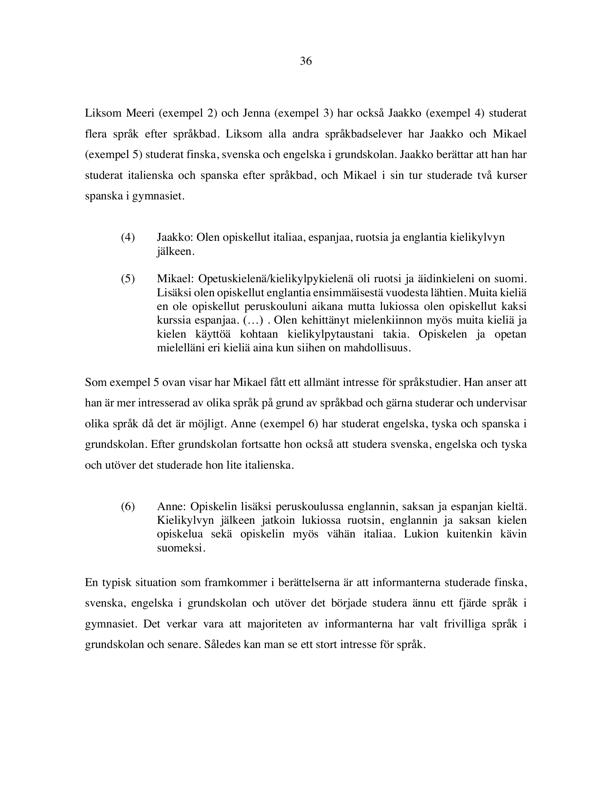 36
Liksom Meeri (exempel 2) och Jenna (exempel 3) har också Jaakko (exempel 4) studerat
flera språk efter språkbad. Liksom alla andra språkbadselever har Jaakko och Mikael
(exempel 5) studerat finska, svenska och engelska i grundskolan. Jaakko berättar att han har
studerat italienska och spanska efter språkbad, och Mikael i sin tur studerade två kurser
spanska i gymnasiet.
(4) Jaakko: Olen opiskellut italiaa, espanjaa, ruotsia ja englantia kielikylvyn
jälkeen.
(5) Mikael: Opetuskielenä/kielikylpykielenä oli ruotsi ja äidinkieleni on suomi.
Lisäksi olen opiskellut englantia ensimmäisestä vuodesta lähtien. Muita kieliä
en ole opiskellut peruskouluni aikana mutta lukiossa olen opiskellut kaksi
kurssia espanjaa. (…) . Olen kehittänyt mielenkiinnon myös muita kieliä ja
kielen käyttöä kohtaan kielikylpytaustani takia. Opiskelen ja opetan
mielelläni eri kieliä aina kun siihen on mahdollisuus.
Som exempel 5 ovan visar har Mikael fått ett allmänt intresse för språkstudier. Han anser att
han är mer intresserad av olika språk på grund av språkbad och gärna studerar och undervisar
olika språk då det är möjligt. Anne (exempel 6) har studerat engelska, tyska och spanska i
grundskolan. Efter grundskolan fortsatte hon också att studera svenska, engelska och tyska
och utöver det studerade hon lite italienska.
(6) Anne: Opiskelin lisäksi peruskoulussa englannin, saksan ja espanjan kieltä.
Kielikylvyn jälkeen jatkoin lukiossa ruotsin, englannin ja saksan kielen
opiskelua sekä opiskelin myös vähän italiaa. Lukion kuitenkin kävin
suomeksi.
En typisk situation som framkommer i berättelserna är att informanterna studerade finska,
svenska, engelska i grundskolan och utöver det började studera ännu ett fjärde språk i
gymnasiet. Det verkar vara att majoriteten av informanterna har valt frivilliga språk i
grundskolan och senare. Således kan man se ett stort intresse för språk.